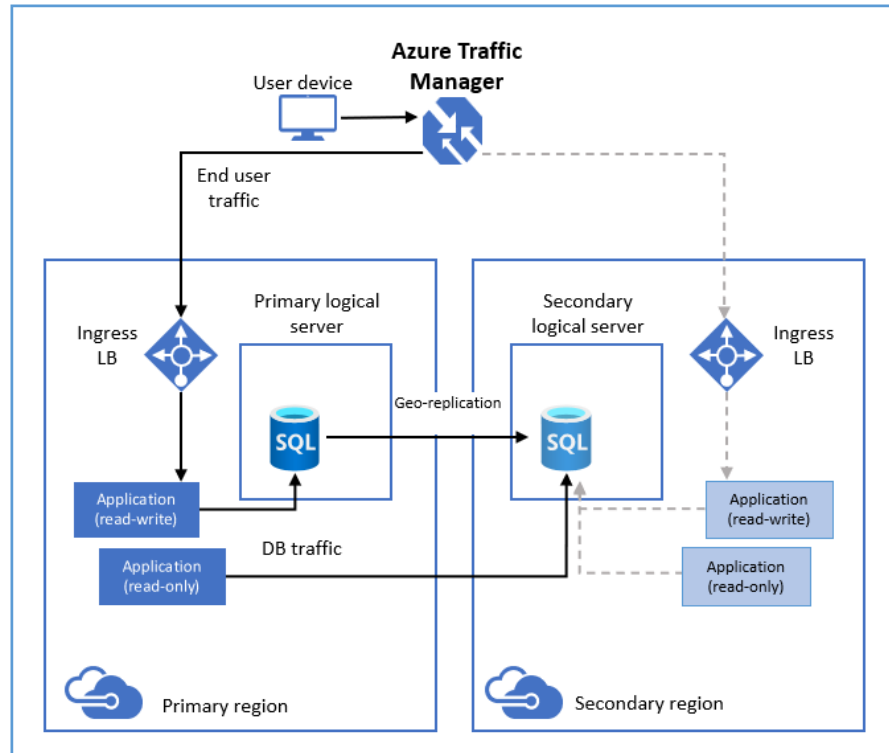 Azure Traffic
Manager
User device
End user
traffic
Primary logical
server
Secondary
logical server
Ingress
LB
Ingress
LB
Geo-replication
SQL
SQL
Application
(read-write)
Application
(read-write)
DB traffic
Application
(read-only)
Application
(read-only)
Primary region
Secondary region